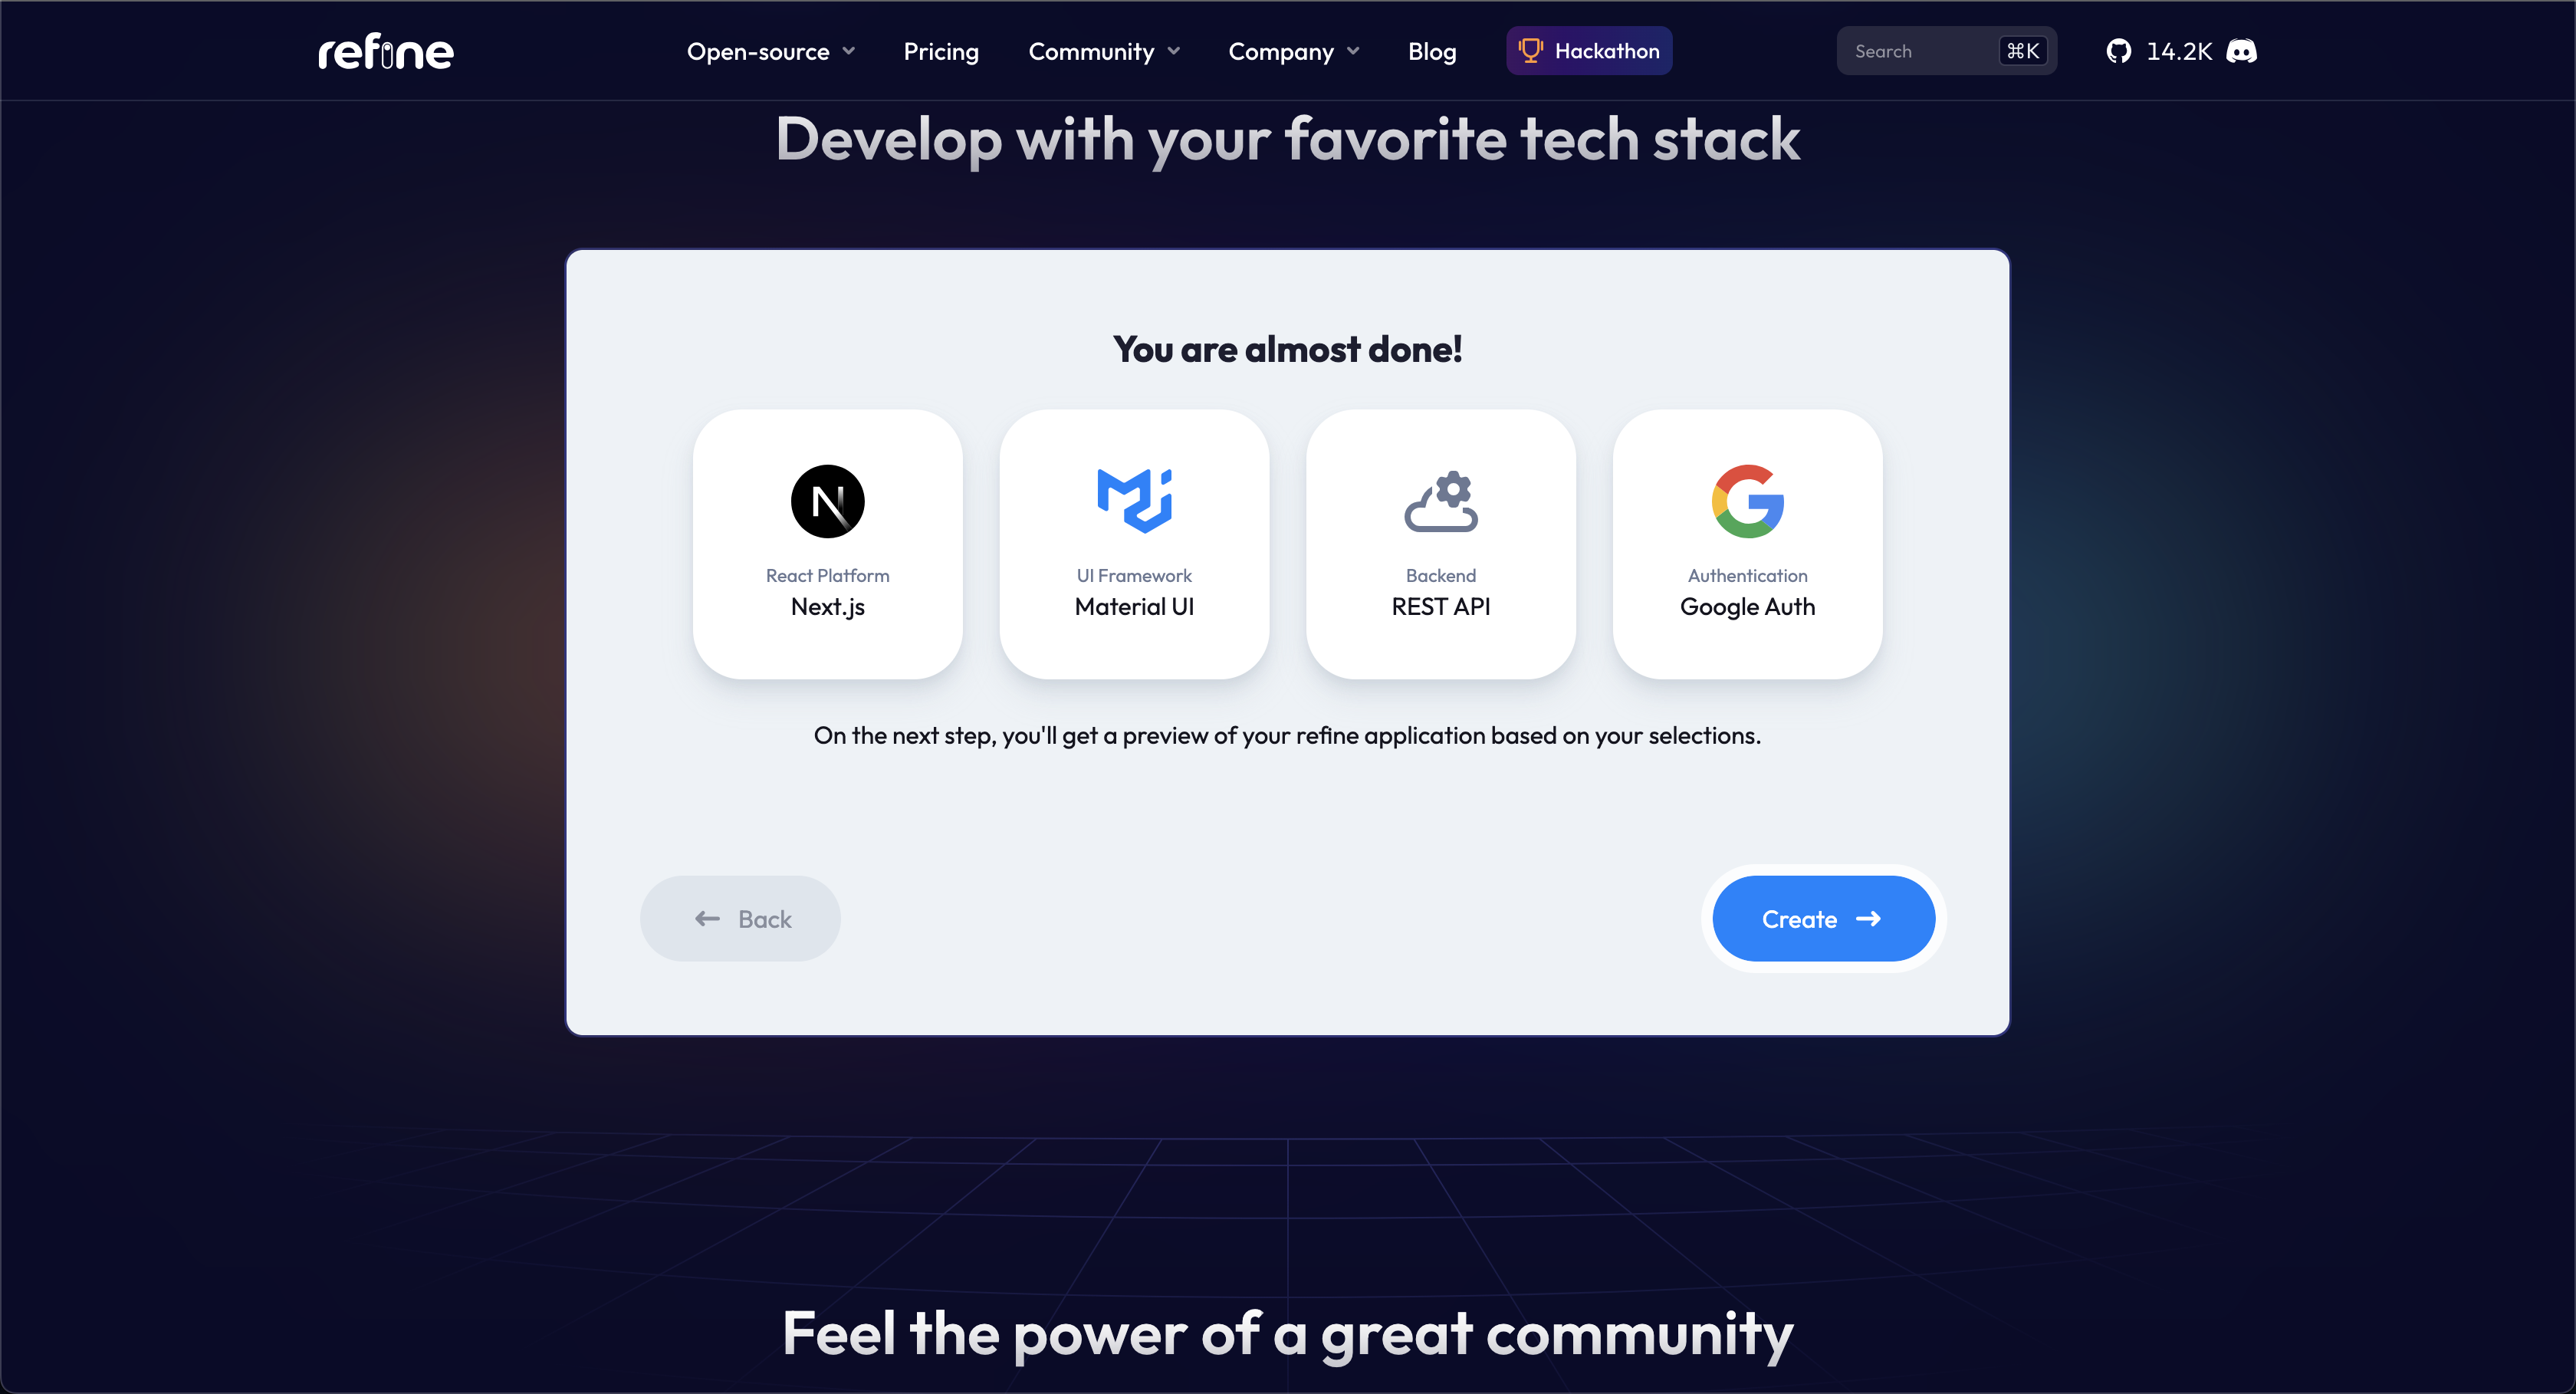 refine
Open-source
Pricing
Community
Company
Blog
Hackathon
Search
⌘K
14.2K
Develop with your favorite tech stack
You are almost done!
React Platform
Next.js
UI Framework
Material UI
Backend
REST API
Authentication
Google Auth
On the next step, you'll get a preview of your refine application based on your selections.
Back
Create
Feel the power of a great community